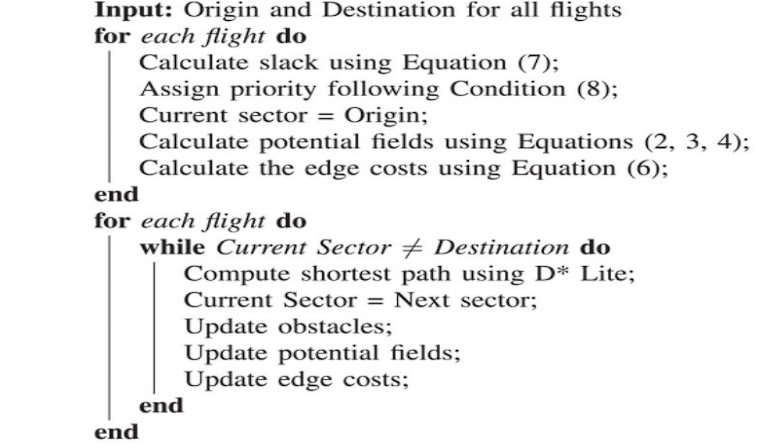 Input: Origin and Destination for all flights
for each flight do
Calculate slack using Equation (7);
Assign priority following Condition (8);
Current sector = Origin;
Calculate potential fields using Equations (2, 3, 4);
Calculate the edge costs using Equation (6);
end
for each flight do
while Current Sector ≠ Destination do
Compute shortest path using D* Lite;
Current Sector = Next sector;
Update obstacles;
Update potential fields;
Update edge costs;
end
end